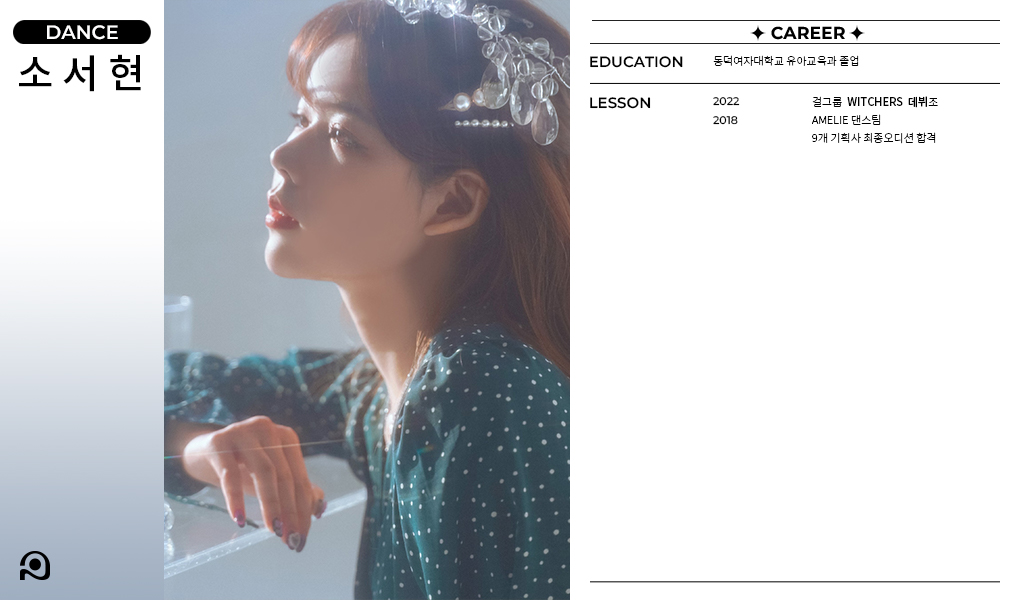 DANCE
소서현
✦ CAREER ✦
EDUCATION 동덕여자대학교 유아교육과 졸업
LESSON 2022 걸그룹 WITCHERS 데뷔조
2018 AMELIE 댄스팀
9개 기획사 최종오디션 합격